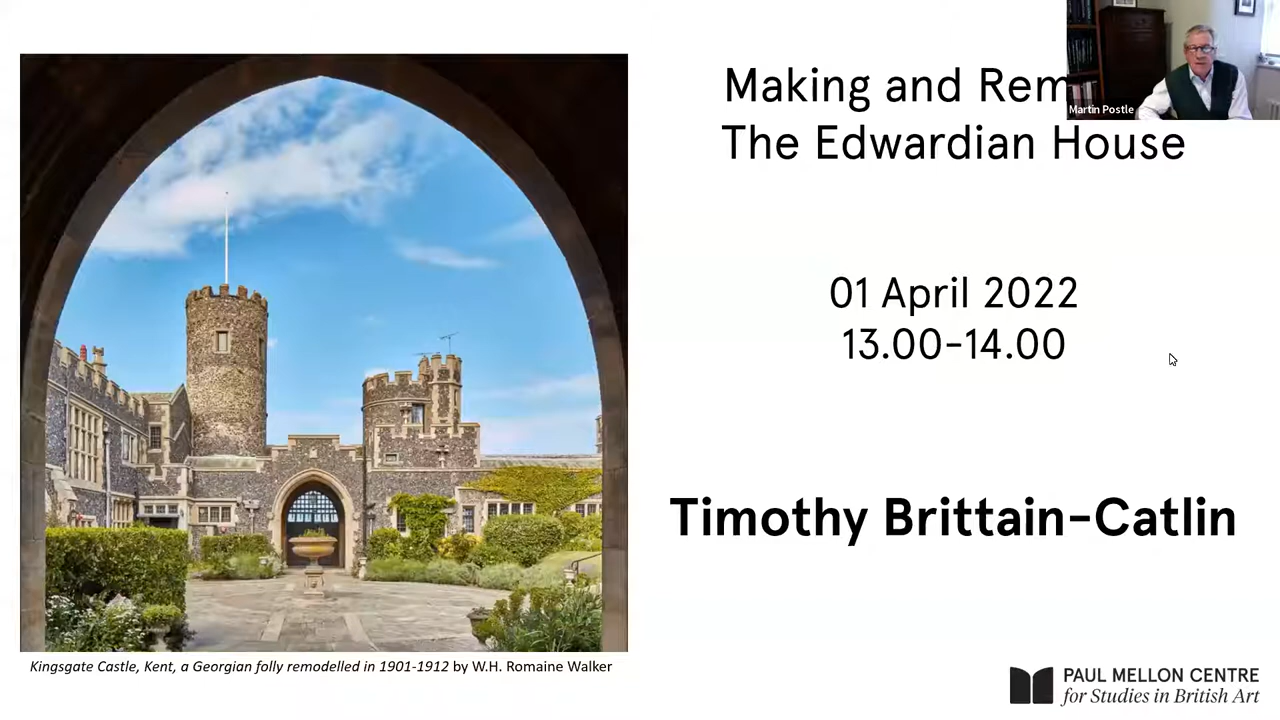 Making and Rem
The Edwardian House
Martin Postle
01 April 2022
13.00-14.00
Timothy Brittain-Catlin
Kingsgate Castle, Kent, a Georgian folly remodelled in 1901-1912 by W.H. Romaine Walker
PAUL MELLON CENTRE
for Studies in British Art